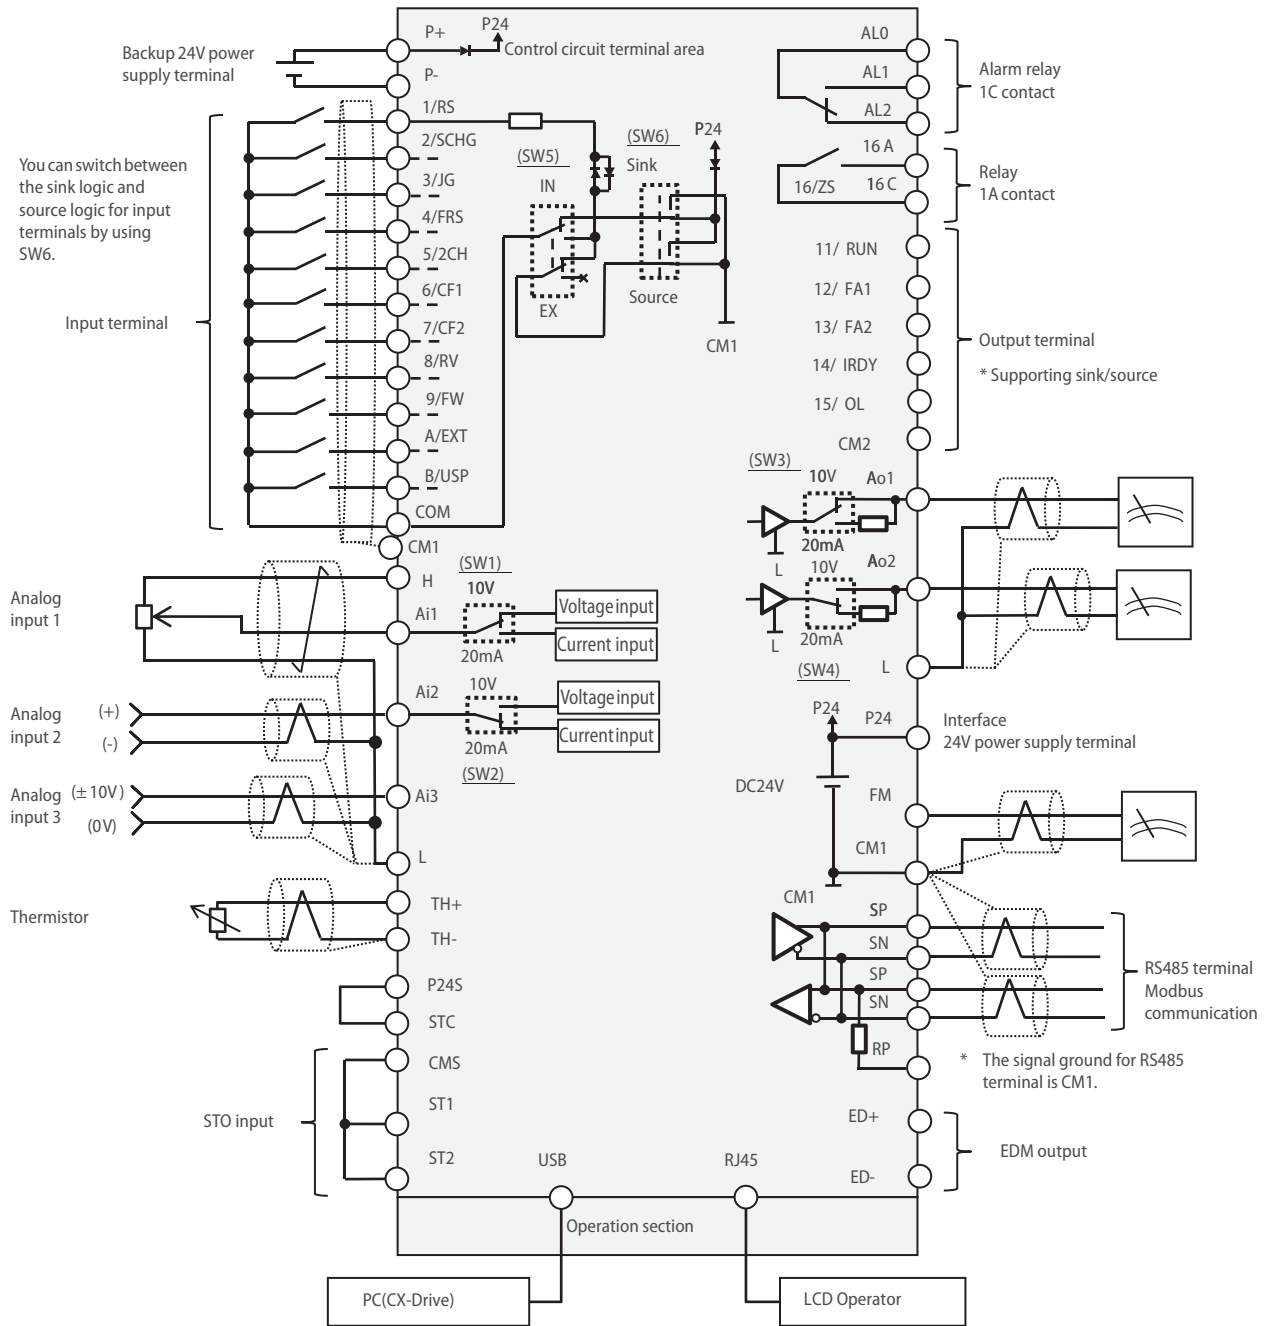 P24
P+
Control circuit terminal area
Backup 24V power
supply terminal
P-
AL0
AL1
AL2
Alarm relay
1C contact
1/RS
2/SCHG
3/JG
4/FRS
5/2CH
6/CF1
7/CF2
8/RV
9/FW
A/EXT
B/USP
COM
CM1
You can switch between
the sink logic and
source logic for input
terminals by using
SW6.
Input terminal
(SW5)
IN
EX
(SW6)
Sink
Source
P24
CM1
16 A
16/ZS
16 C
Relay
1A contact
11/ RUN
12/ FA1
13/ FA2
14/ IRDY
15/ OL
CM2
Output terminal
* Supporting sink/source
(SW3)
10V
Ao1
20mA
L
10V
Ao2
20mA
L
(SW4)
L
H
Analog
input 1
Ai1
(SW1)
10V
20mA
Voltage input
Current input
Ai2
10V
20mA
(SW2)
Voltage input
Current input
Analog
input 2
(+)
(-)
Analog
input 3
(±10V)
(0V)
Ai3
L
Thermistor
TH+
TH-
P24S
STC
CMS
ST1
ST2
STO input
P24
P24
Interface
24V power supply terminal
DC24V
FM
CM1
CM1
SP
SN
SP
SN
RP
RS485 terminal
Modbus
communication
* The signal ground for RS485
terminal is CM1.
ED+
ED-
EDM output
USB
RJ45
Operation section
PC(CX-Drive)
LCD Operator